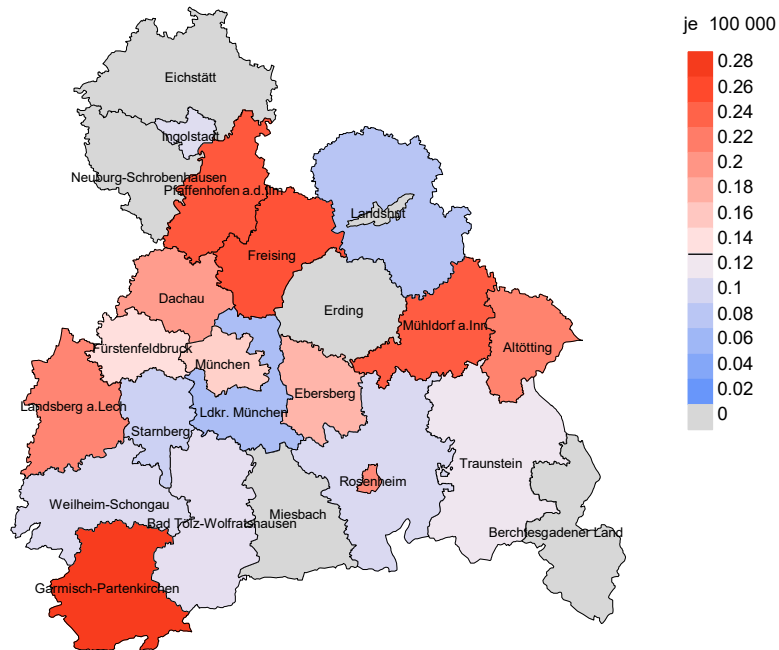 je 100 000
0.28
0.26
0.24
0.22
0.2
0.18
0.16
0.14
0.12
0.1
0.08
0.06
0.04
0.02
0
Eichstätt
Ingolstadt
Neuburg-Schrobenhausen
Pfaffenhofen a.d.Ilm
Landshut
Freising
Dachau
Erding
Mühldorf a.Inn
Altötting
Fürstenfeldbruck
München
Ebersberg
Landsberg a.Lech
Ldkr. München
Starnberg
Traunstein
Rosenheim
Weilheim-Schongau
Miesbach
Bad Tölz-Wolfratshausen
Berchtesgadener Land
Garmisch-Partenkirchen